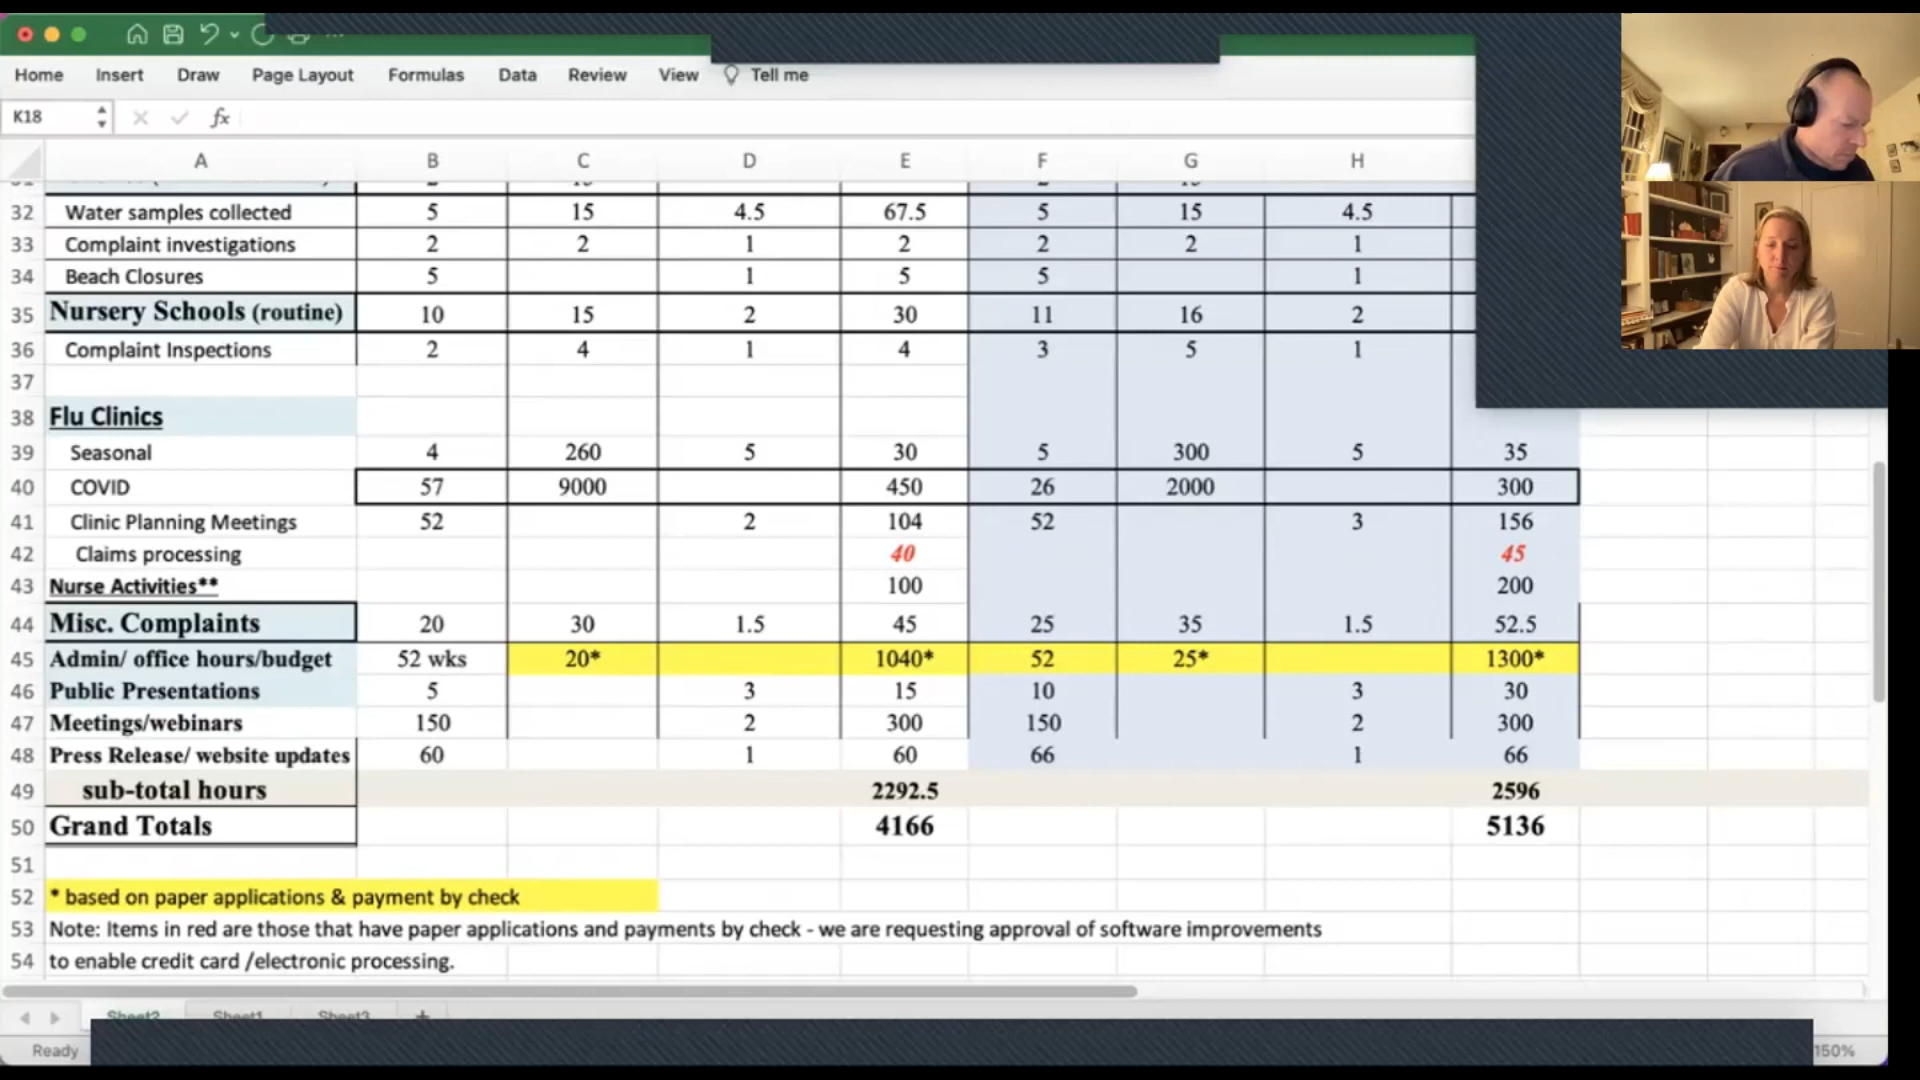 Home Insert Draw Page Layout Formulas Data Review View Tell me
K18 fx
A B C D E F G H
32 Water samples collected 5 15 4.5 67.5 5 15 4.5
33 Complaint investigations 2 2 1 2 2 2 1
34 Beach Closures 5 1 5 5 1
35 Nursery Schools (routine) 10 15 2 30 11 16 2
36 Complaint Inspections 2 4 1 4 3 5 1
37
38 Flu Clinics
39 Seasonal 4 260 5 30 5 300 5 35
40 COVID 57 9000 450 26 2000 300
41 Clinic Planning Meetings 52 2 104 52 3 156
42 Claims processing 40 45
43 Nurse Activities** 100 200
44 Misc. Complaints 20 30 1.5 45 25 35 1.5 52.5
45 Admin/ office hours/budget 52 wks 20* 1040* 52 25* 1300*
46 Public Presentations 5 3 15 10 3 30
47 Meetings/webinars 150 2 300 150 2 300
48 Press Release/ website updates 60 1 60 66 1 66
49 sub-total hours 2292.5 2596
50 Grand Totals 4166 5136
51
52 * based on paper applications & payment by check
53 Note: Items in red are those that have paper applications and payments by check - we are requesting approval of software improvements
54 to enable credit card /electronic processing.
Sheet2 Sheet1 Sheet3 +
Ready 150%